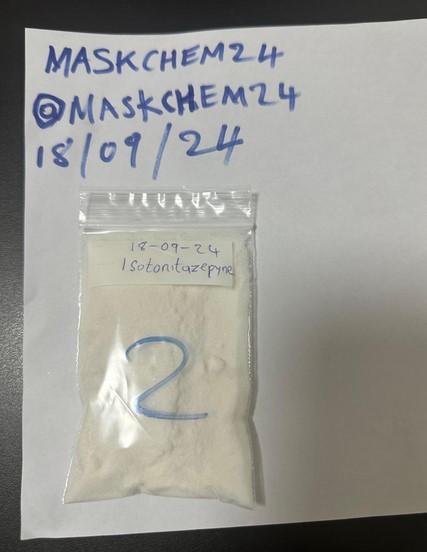 MASKCHEM24
@MASKCHEM24
18/09/24
18-09-24
Isotonitazepyne
2